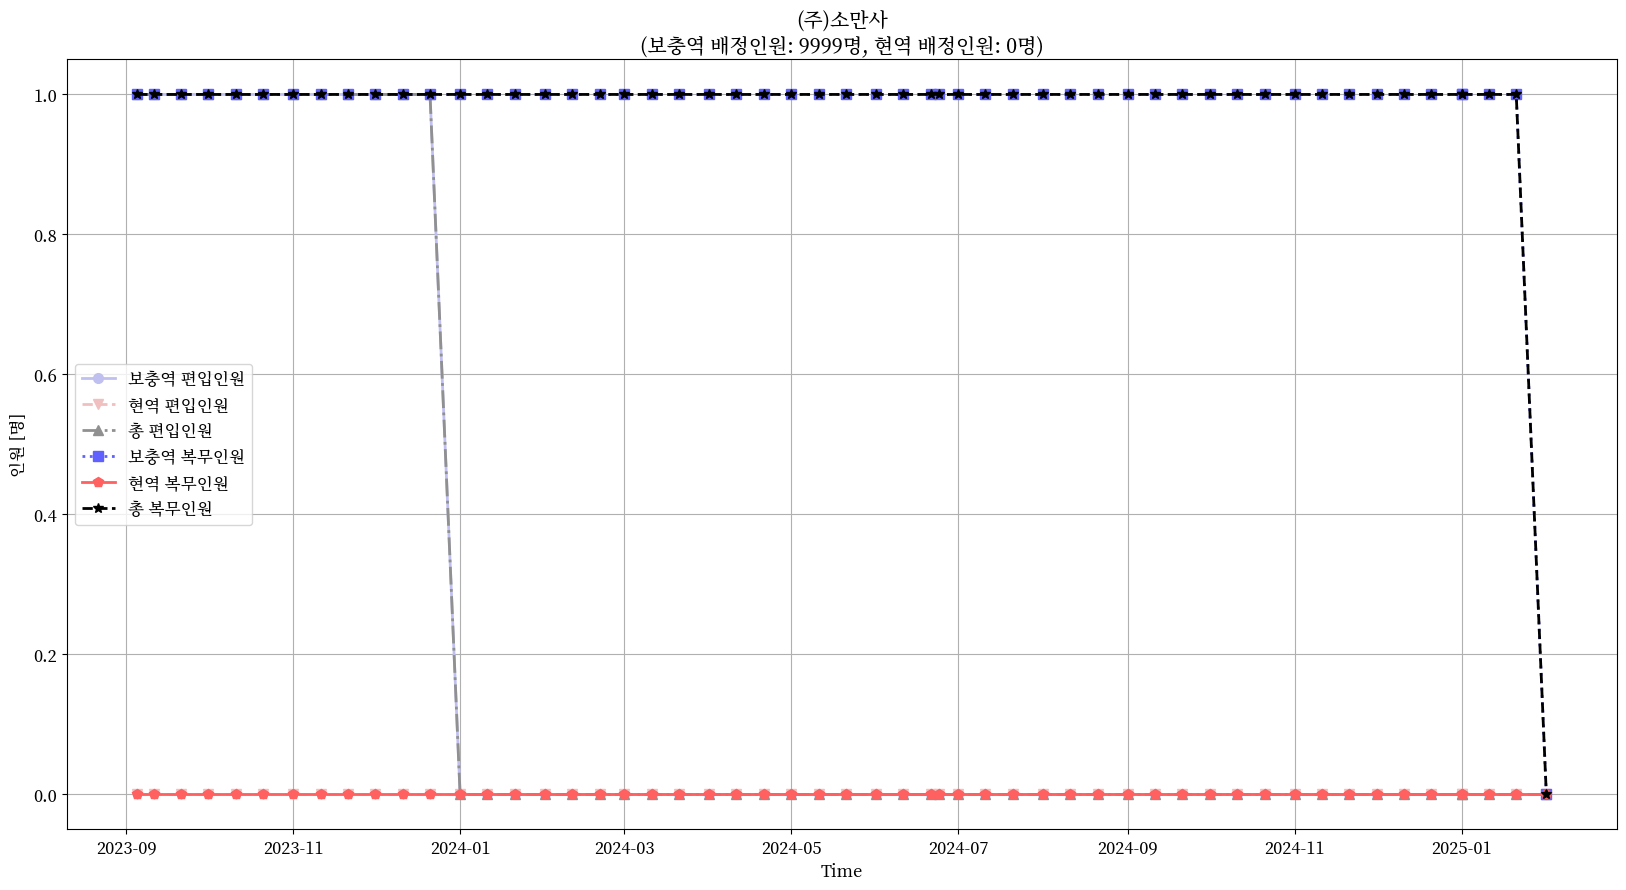 (주)소만사
(보충역 배정인원: 9999명, 현역 배정인원: 0명)
인원 [명]
1.0
0.8
0.6
0.4
0.2
0.0
보충역 편입인원
현역 편입인원
총 편입인원
보충역 복무인원
현역 복무인원
총 복무인원
2023-09 2023-11 2024-01 2024-03 2024-05 2024-07 2024-09 2024-11 2025-01
Time